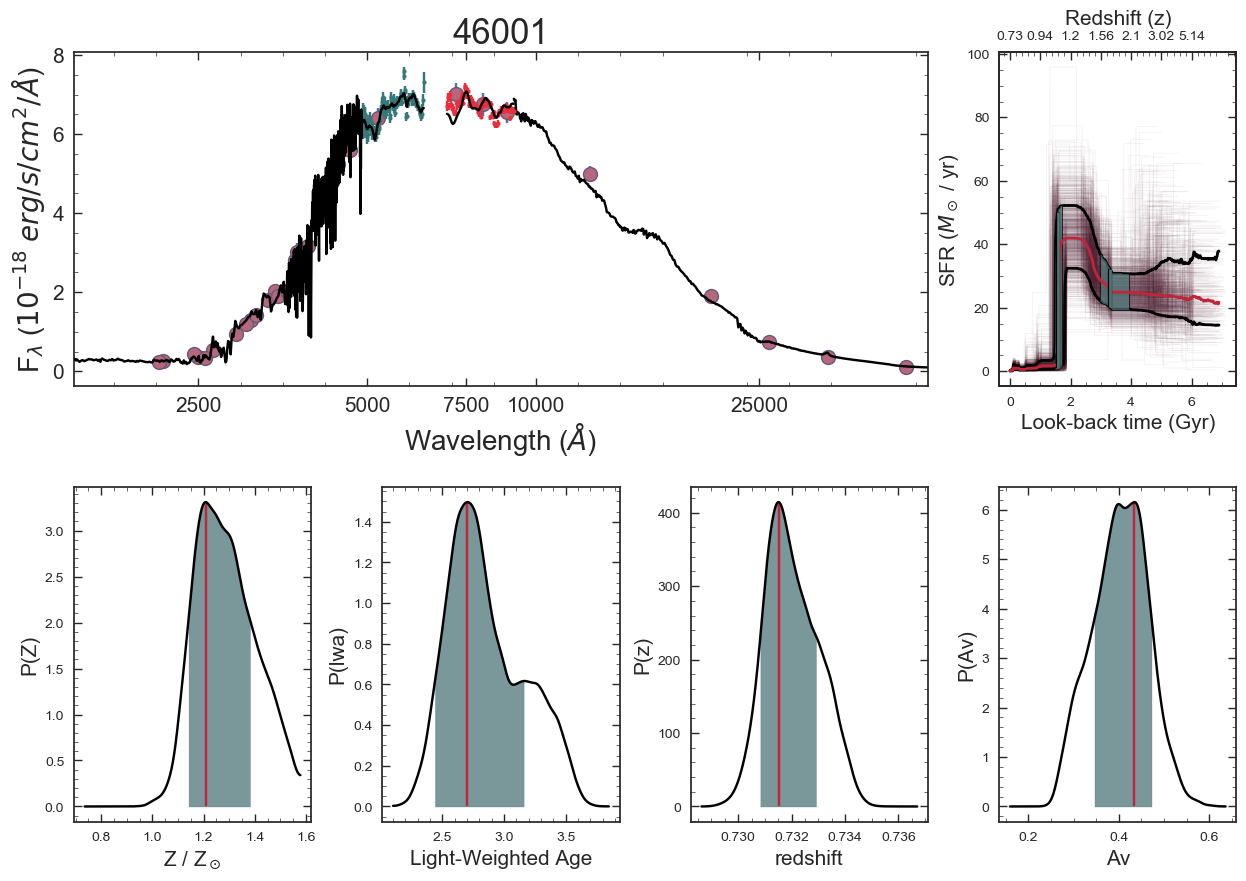 46001
Redshift (z)
0.73 0.94 1.2 1.56 2.1 3.02 5.14
8
6
4
2
0
F_λ (10^{-18} erg/s/cm^2/Å)
2500 5000 7500 10000 25000
Wavelength (Å)
100
80
60
40
20
0
SFR (M_⊙ / yr)
0 2 4 6
Look-back time (Gyr)
3.0
2.5
2.0
1.5
1.0
0.5
0.0
P(Z)
0.8 1.0 1.2 1.4 1.6
Z / Z_⊙
1.4
1.2
1.0
0.8
0.6
0.4
0.2
0.0
P(lwa)
2.5 3.0 3.5
Light-Weighted Age
400
300
200
100
0
P(z)
0.730 0.732 0.734 0.736
redshift
6
5
4
3
2
1
0
P(Av)
0.2 0.4 0.6
Av